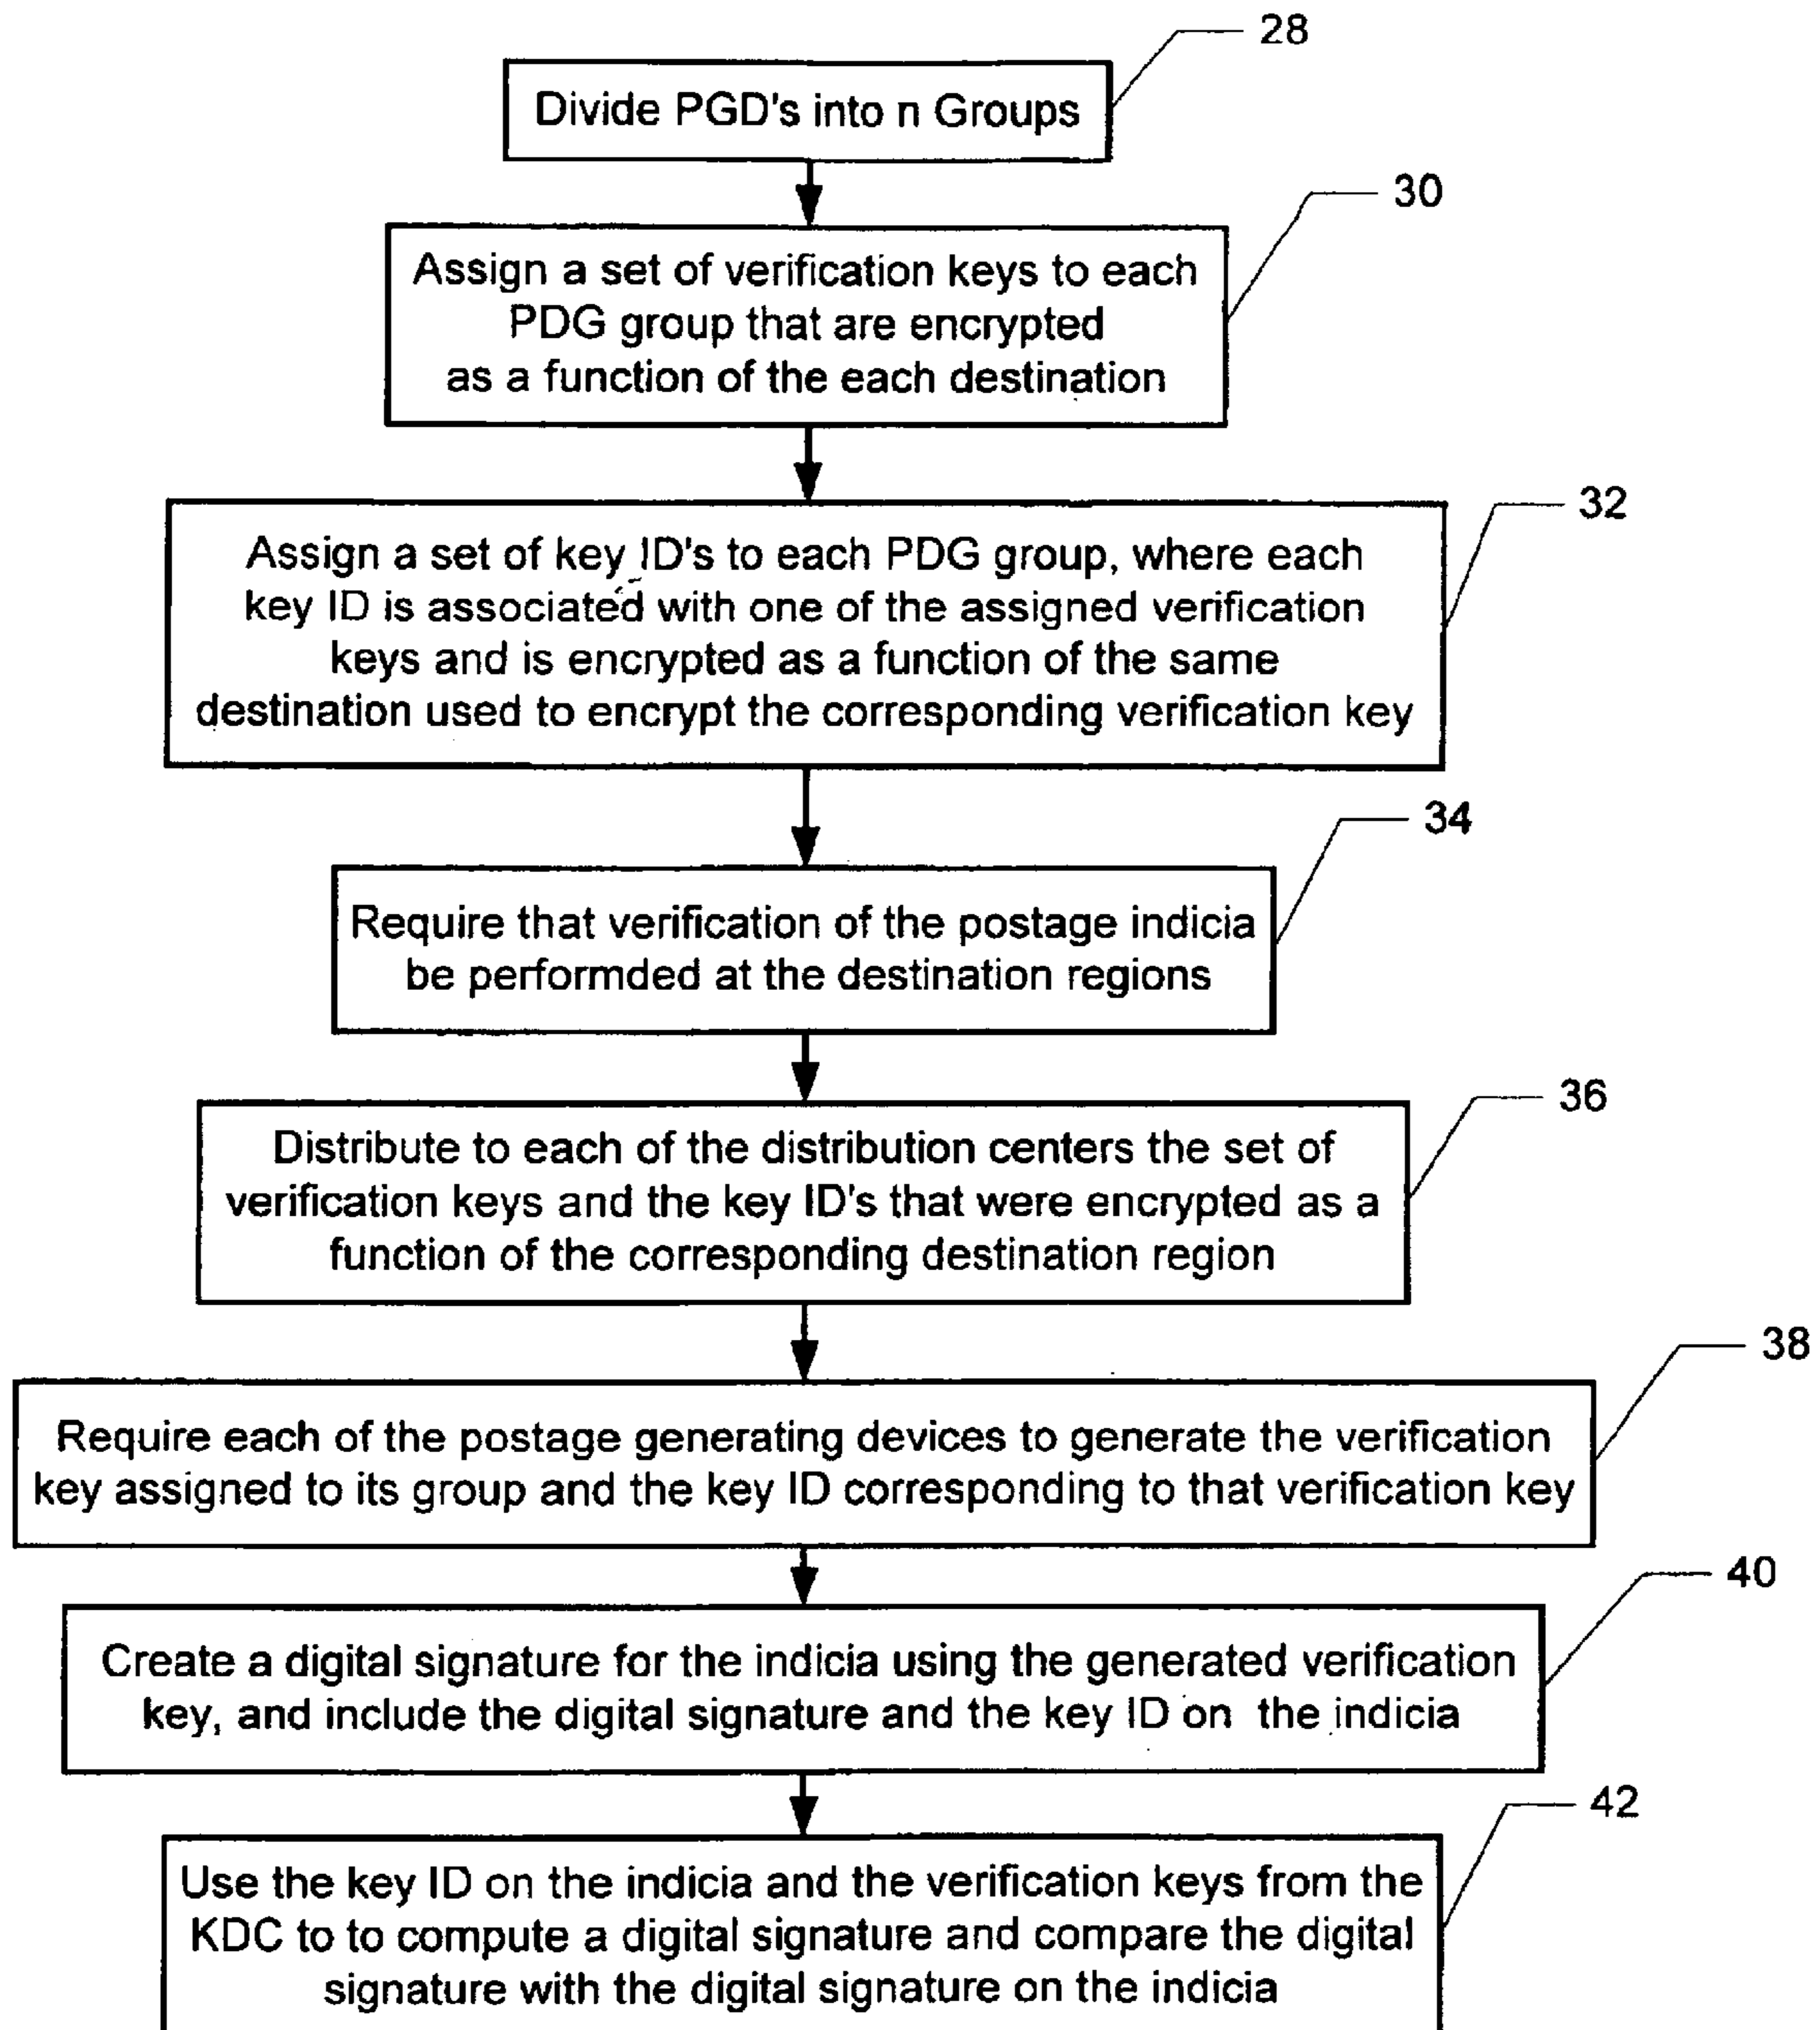 28
Divide PGD's into n Groups
30
Assign a set of verification keys to each
PDG group that are encrypted
as a function of the each destination
32
Assign a set of key ID's to each PDG group, where each
key ID is associated with one of the assigned verification
keys and is encrypted as a function of the same
destination used to encrypt the corresponding verification key
34
Require that verification of the postage indicia
be performded at the destination regions
36
Distribute to each of the distribution centers the set of
verification keys and the key ID's that were encrypted as a
function of the corresponding destination region
38
Require each of the postage generating devices to generate the verification
key assigned to its group and the key ID corresponding to that verification key
40
Create a digital signature for the indicia using the generated verification
key, and include the digital signature and the key ID on the indicia
42
Use the key ID on the indicia and the verification keys from the
KDC to to compute a digital signature and compare the digital
signature with the digital signature on the indicia